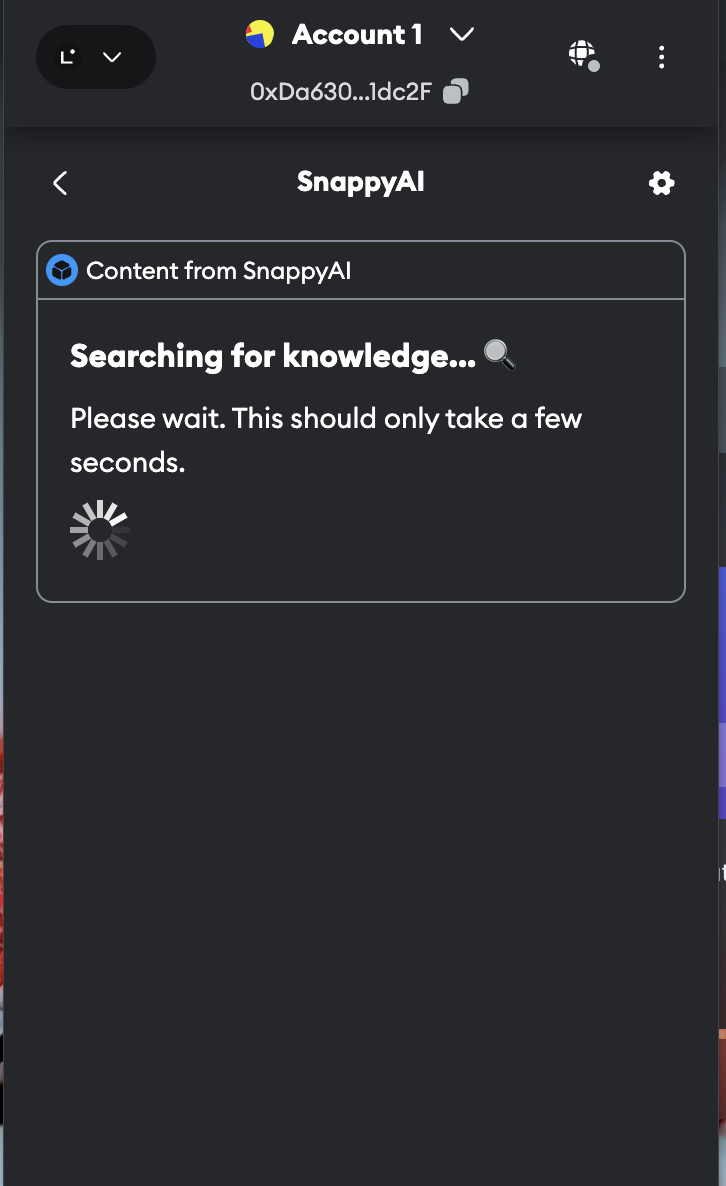 Account 1
0xDa630...1dc2F
SnappyAI
Content from SnappyAI
Searching for knowledge...
Please wait. This should only take a few
seconds.